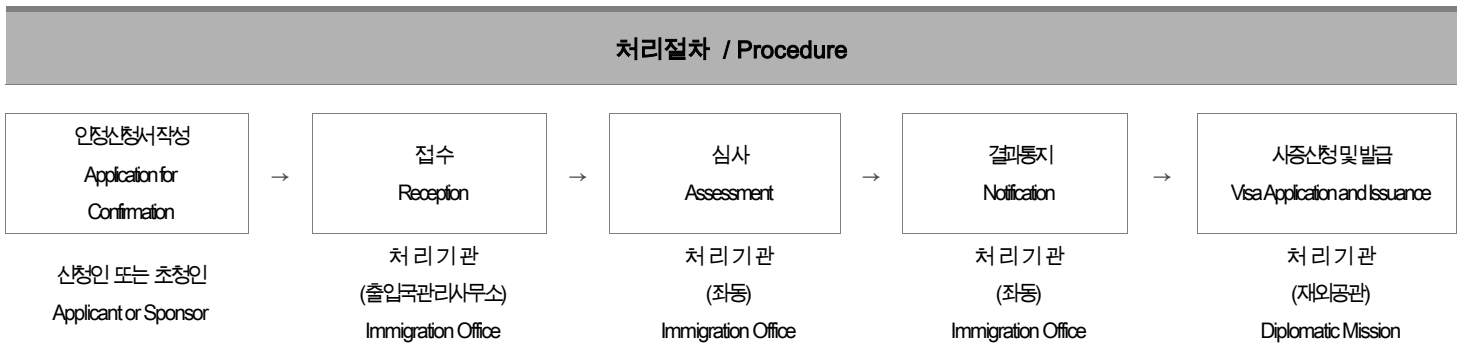 처리절차 / Procedure
인정신청서 작성
Application for
Confirmation
→
접수
Reception
→
심사
Assessment
→
결과통지
Notification
→
사증신청 및 발급
Visa Application and Issuance
신청인 또는 초청인
Applicant or Sponsor
처 리 기 관
(출입국관리사무소)
Immigration Office
처 리 기 관
(좌동)
Immigration Office
처 리 기 관
(좌동)
Immigration Office
처 리 기 관
(재외공관)
Diplomatic Mission